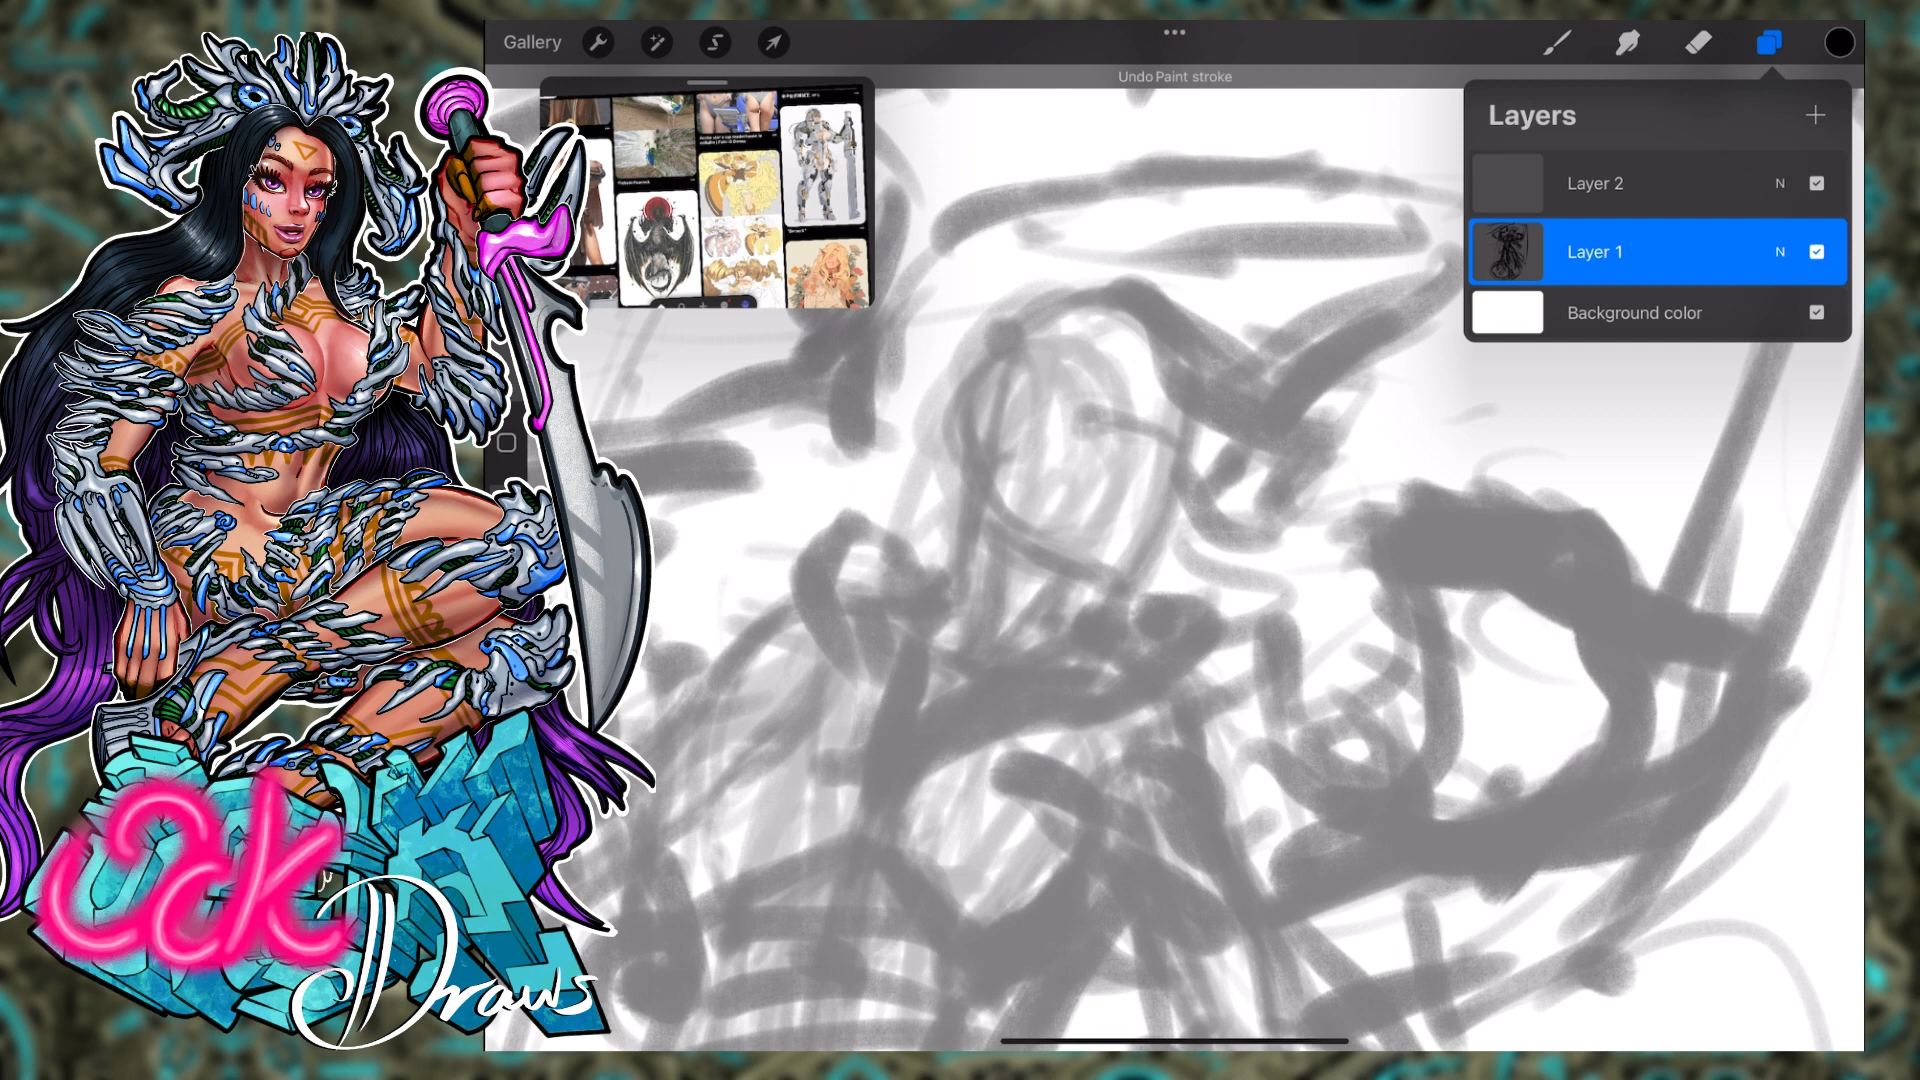 Gallery
Undo Paint stroke
Layers
Layer 2
N
Layer 1
N
Background color
Draws